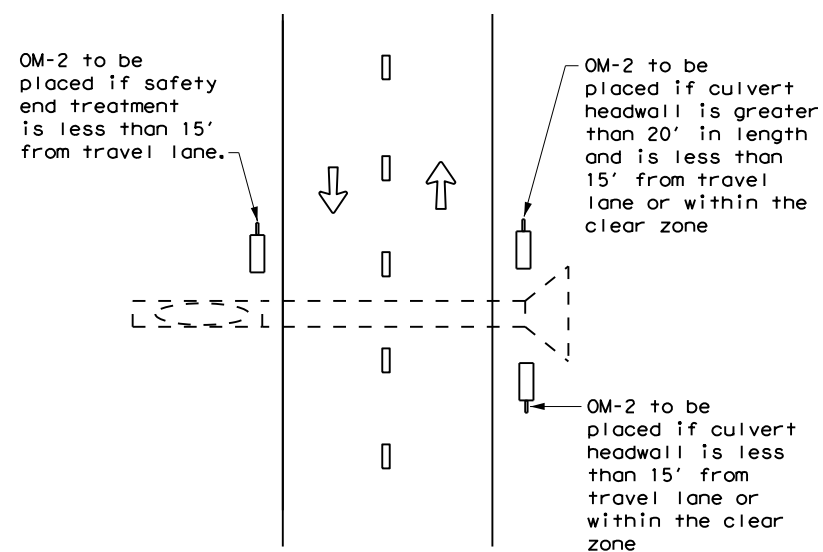 OM-2 to be
placed if safety
end treatment
is less than 15'
from travel lane.
OM-2 to be
placed if culvert
headwall is greater
than 20' in length
and is less than
15' from travel
lane or within the
clear zone
OM-2 to be
placed if culvert
headwall is less
than 15' from
travel lane or
within the clear
zone